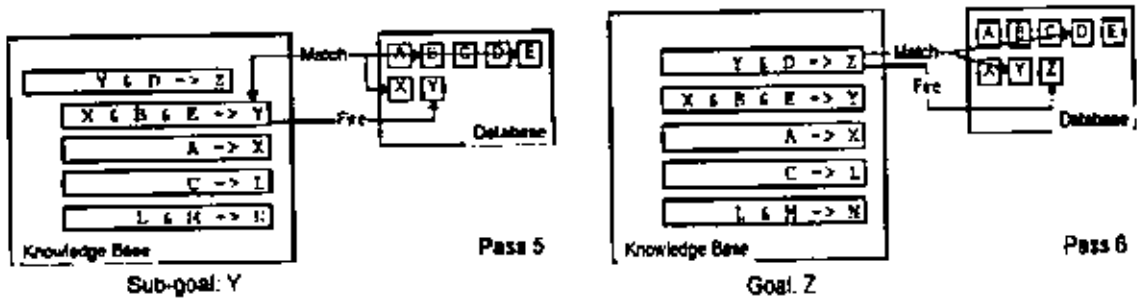 A B C D E
Match
X Y
Y & D -> Z
X & B & E -> Y
Fire
Database
A -> X
C -> L
L & M -> N
Knowledge Base
Pass 5
Sub-goal: Y
A B C D E
Match
Y & D -> Z
X Y Z
Fire
X & B & E -> Y
Database
A -> X
C -> L
L & M -> N
Knowledge Base
Pass 6
Goal: Z